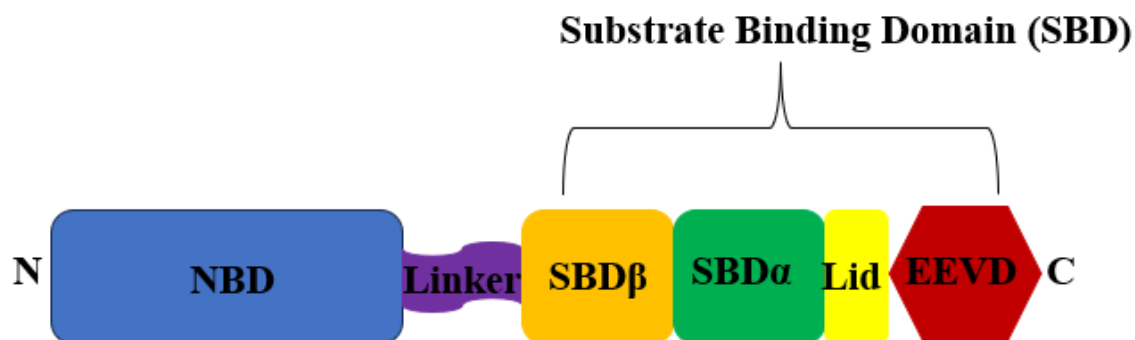 Substrate Binding Domain (SBD)
N NBD Linker SBDβ SBDα Lid EEVD C